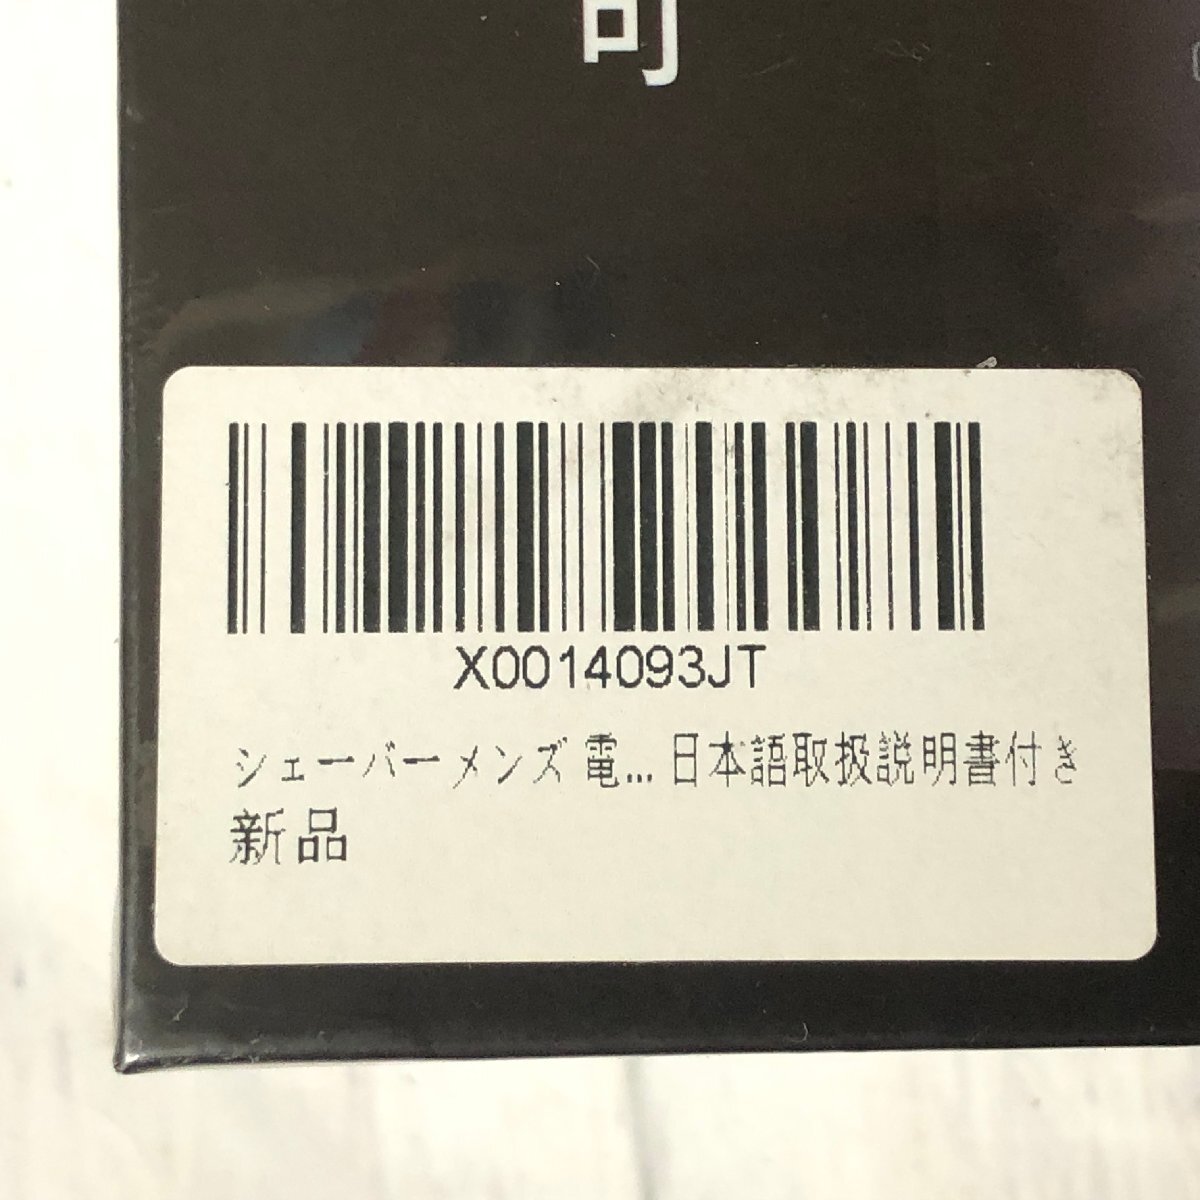 X0014093JT
シェーバー メンズ 電... 日本語取扱説明書付き
新品